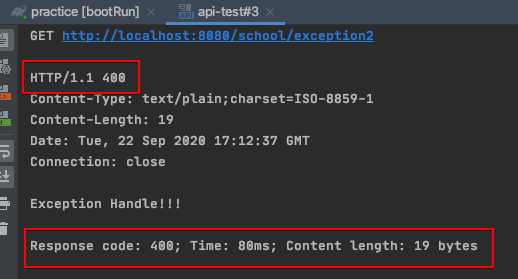 practice [bootRun]
api-test#3
GET http://localhost:8080/school/exception2
HTTP/1.1 400
Content-Type: text/plain;charset=ISO-8859-1
Content-Length: 19
Date: Tue, 22 Sep 2020 17:12:37 GMT
Connection: close
Exception Handle!!!
Response code: 400; Time: 80ms; Content length: 19 bytes